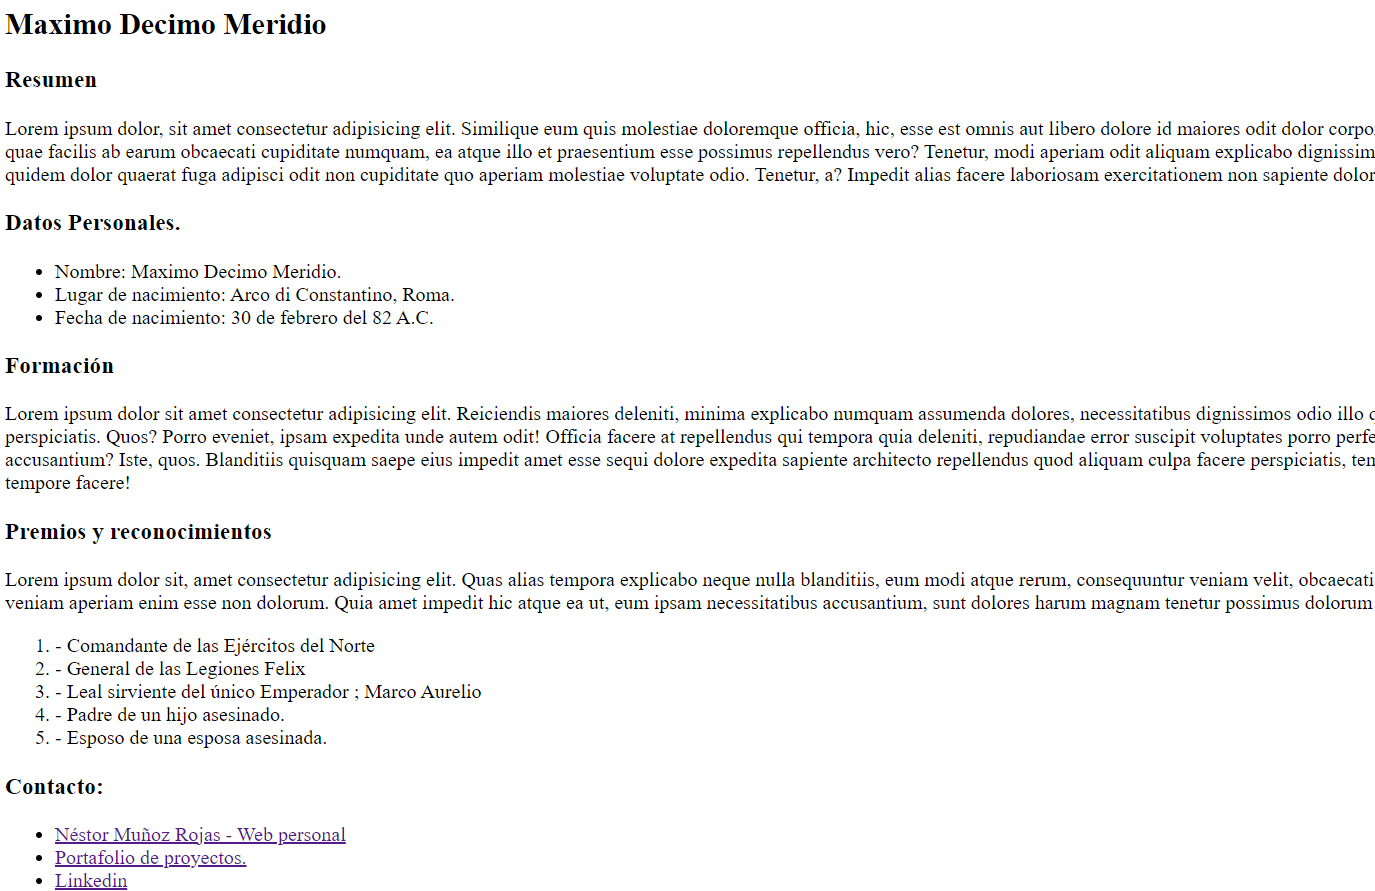 Maximo Decimo Meridio
Resumen
Lorem ipsum dolor, sit amet consectetur adipisicing elit. Similique eum quis molestiae doloremque officia, hic, esse est omnis aut libero dolore id maiores odit dolor
quae facilis ab earum obcaecati cupiditate numquam, ea atque illo et praesentium esse possimus repellendus vero? Tenetur, modi aperiam odit aliquam explicabo
quidem dolor quaerat fuga adipisci odit non cupiditate quo aperiam molestiae voluptate odio. Tenetur, a? Impedit alias facere laboriosam exercitationem non sapiente dolor
Datos Personales.
• Nombre: Maximo Decimo Meridio.
• Lugar de nacimiento: Arco di Constantino, Roma.
• Fecha de nacimiento: 30 de febrero del 82 A.C.
Formación
Lorem ipsum dolor sit amet consectetur adipisicing elit. Reiciendis maiores deleniti, minima explicabo numquam assumenda dolores, necessitatibus dignissimos odio illo
perspiciatis. Quos? Porro eveniet, ipsam expedita unde autem odit! Officia facere at repellendus qui tempora quia deleniti, repudiandae error suscipit voluptates porro
accusantium? Iste, quos. Blanditiis quisquam saepe eius impedit amet esse sequi dolore expedita sapiente architecto repellendus quod aliquam culpa facere perspiciatis,
tempore facere!
Premios y reconocimientos
Lorem ipsum dolor sit, amet consectetur adipisicing elit. Quas alias tempora explicabo neque nulla blanditiis, eum modi atque rerum, consequuntur veniam velit, obcaecati
veniam aperiam enim esse non dolorum. Quia amet impedit hic atque ea ut, eum ipsam necessitatibus accusantium, sunt dolores harum magnam tenetur possimus dolorum
1. - Comandante de las Ejércitos del Norte
2. - General de las Legiones Felix
3. - Leal sirviente del único Emperador ; Marco Aurelio
4. - Padre de un hijo asesinado.
5. - Esposo de una esposa asesinada.
Contacto:
• Néstor Muñoz Rojas - Web personal
• Portafolio de proyectos.
• Linkedin